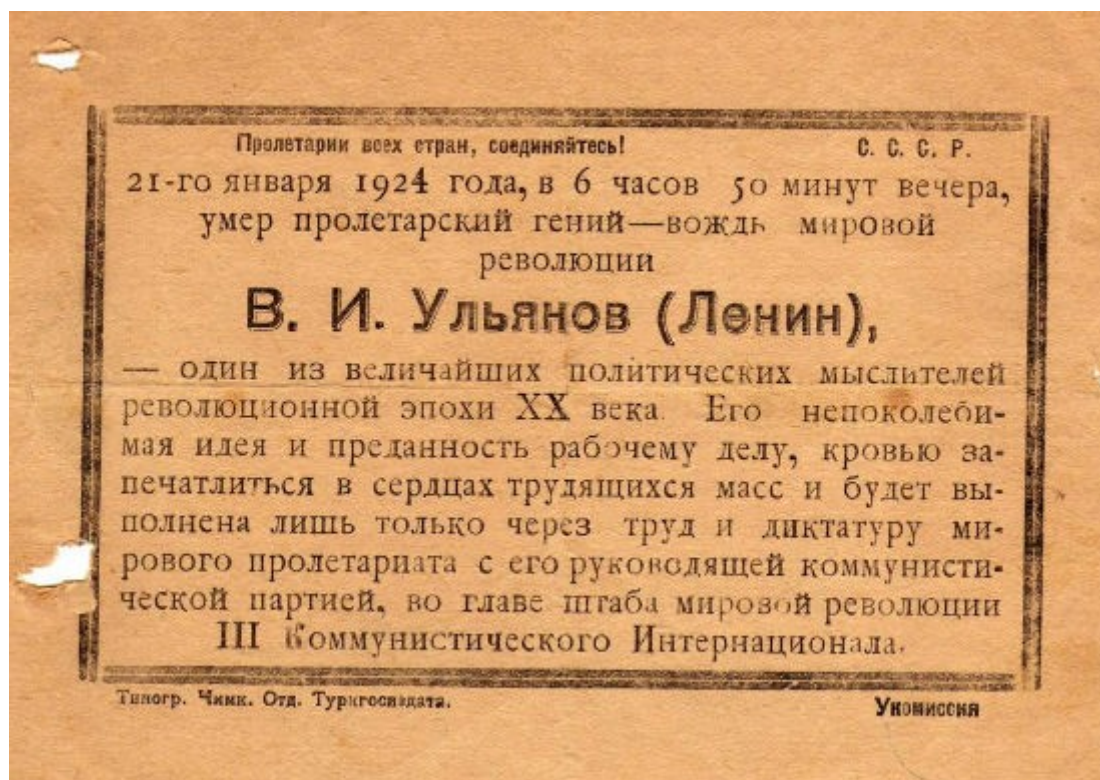 Пролетарии всех стран, соединяйтесь! С. С. С. Р.
21-го января 1924 года, в 6 часов 50 минут вечера,
умер пролетарский гений—вождь мировой
революции
В. И. Ульянов (Ленин),
— один из величайших политических мыслителей
революционной эпохи XX века. Его непоколеби-
мая идея и преданность рабочему делу, кровью за-
печатлиться в сердцах трудящихся масс и будет вы-
полнена лишь только через труд и диктатуру ми-
рового пролетариата с его руководящей коммунисти-
ческой партией, во главе штаба мировой революции
III Коммунистического Интернационала.
Типогр. Чимк. Отд. Туркгосиздата.
Укомиссия